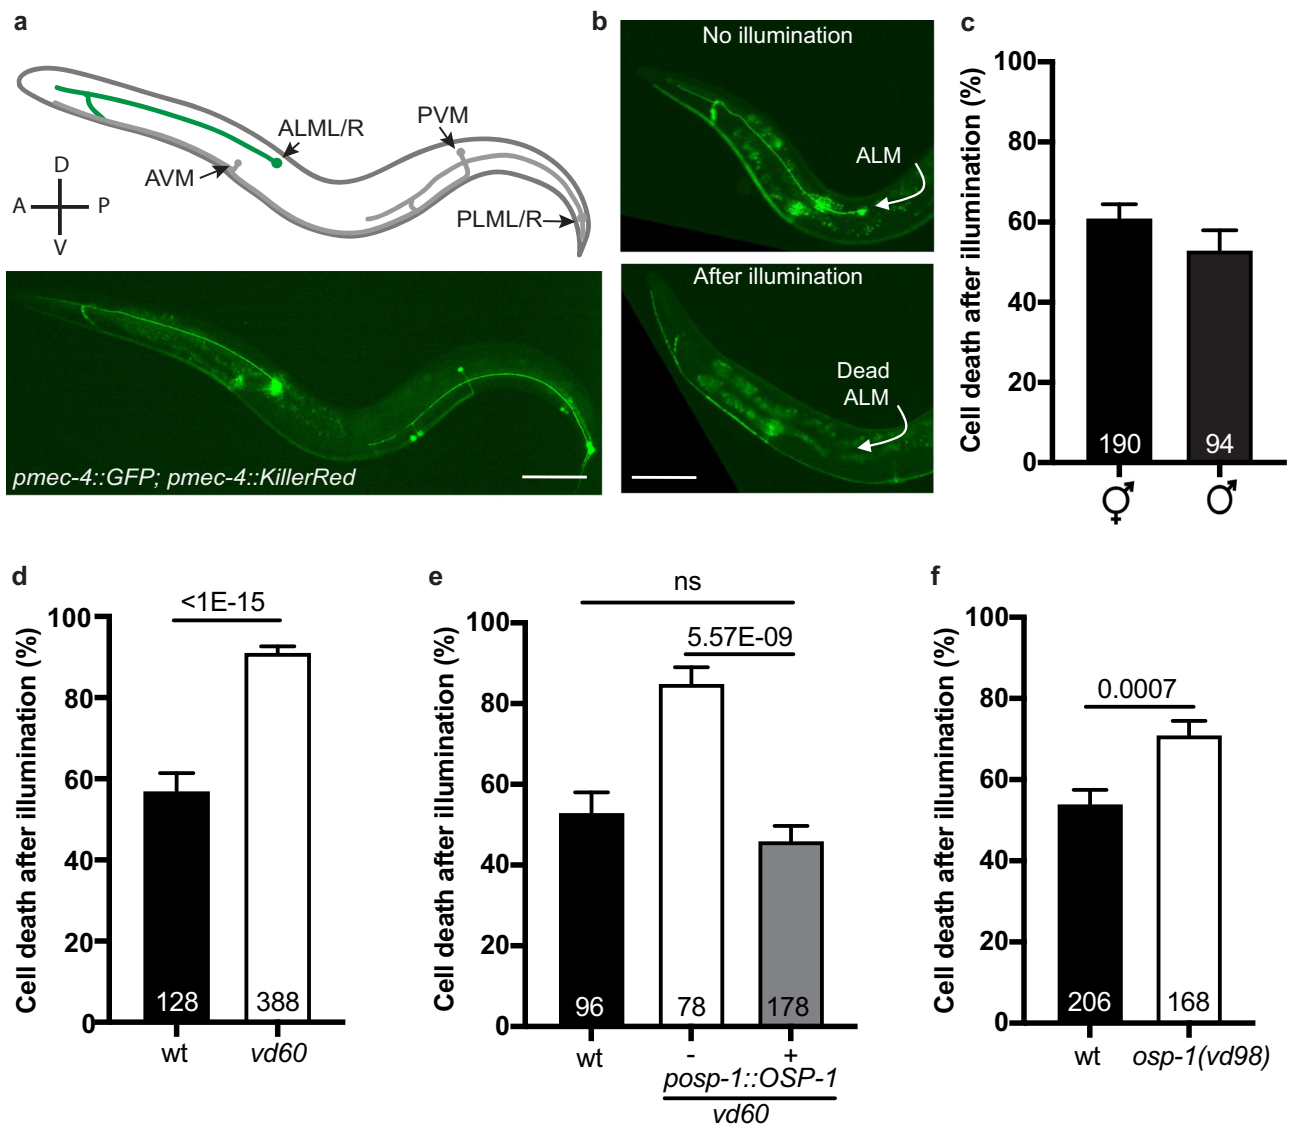 a
ALML/R
PVM
AVM
D
A
P
V
PLML/R
pmec-4::GFP; pmec-4::KillerRed
b
No illumination
ALM
After illumination
Dead
ALM
c
Cell death after illumination (%)
100
80
60
40
20
0
190
94
⚥
♂
d
Cell death after illumination (%)
100
80
60
40
20
0
<1E-15
128
388
wt
vd60
e
Cell death after illumination (%)
100
80
60
40
20
0
ns
5.57E-09
96
78
178
wt
-
+
posp-1::OSP-1
vd60
f
Cell death after illumination (%)
100
80
60
40
20
0
0.0007
206
168
wt
osp-1(vd98)